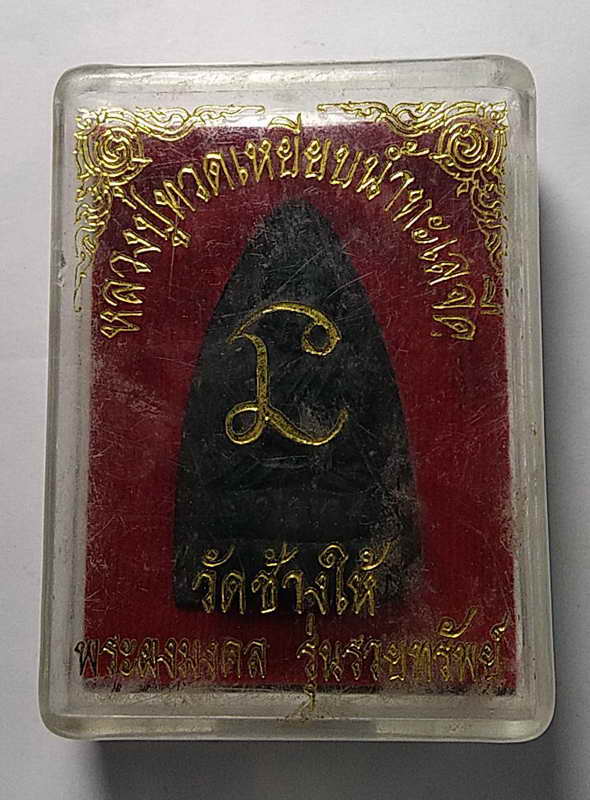 หลวงปู่ทวดเหยียบน้ำทะเลจืด
วัดช้างให้
พระผงมงคล รุ่นรวยทรัพย์